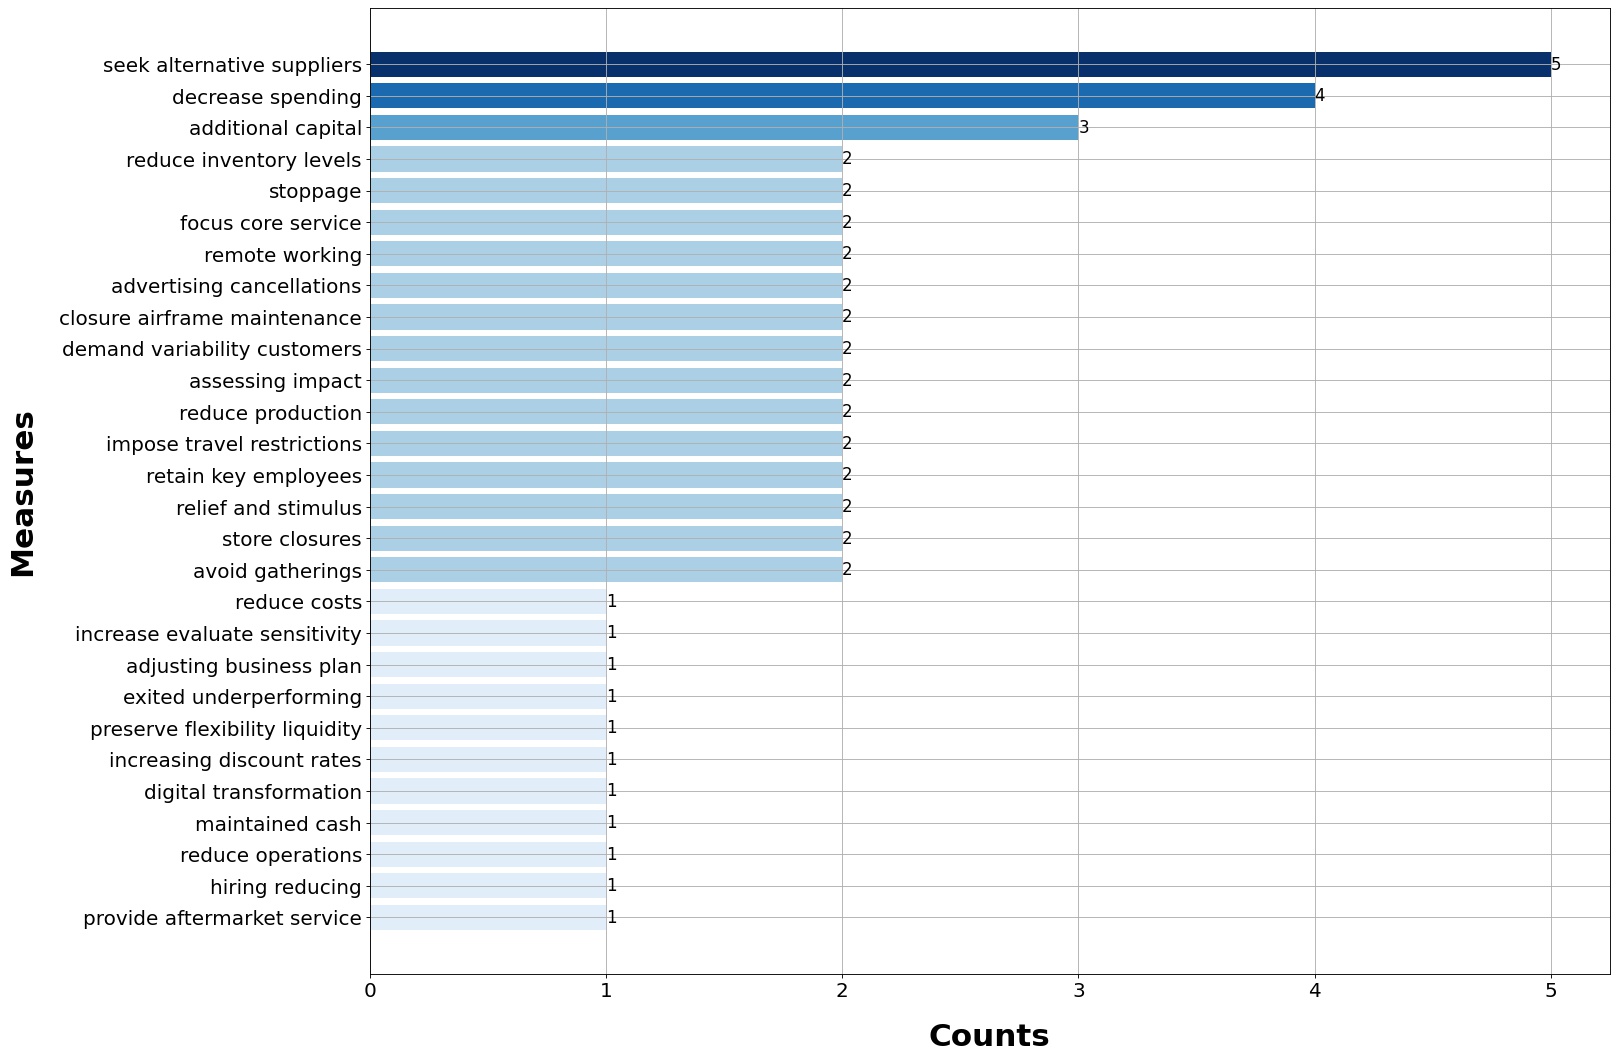 seek alternative suppliers 5
decrease spending 4
additional capital 3
reduce inventory levels 2
stoppage 2
focus core service 2
remote working 2
advertising cancellations 2
closure airframe maintenance 2
demand variability customers 2
assessing impact 2
reduce production 2
impose travel restrictions 2
retain key employees 2
relief and stimulus 2
store closures 2
avoid gatherings 2
reduce costs 1
increase evaluate sensitivity 1
adjusting business plan 1
exited underperforming 1
preserve flexibility liquidity 1
increasing discount rates 1
digital transformation 1
maintained cash 1
reduce operations 1
hiring reducing 1
provide aftermarket service 1
Measures
0 1 2 3 4 5
Counts